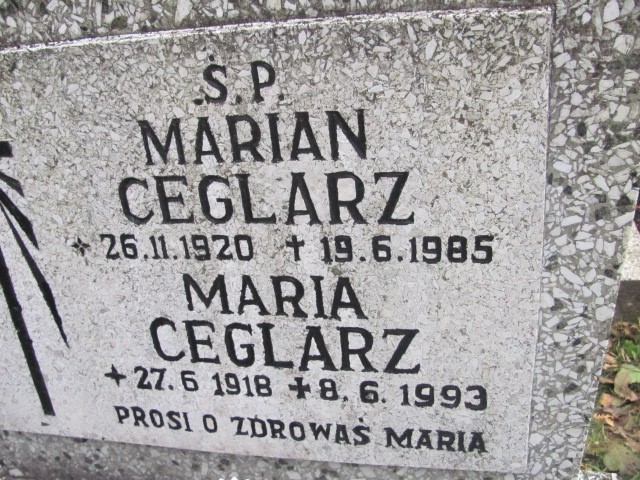 Ś.P.
MARIAN
CEGLARZ
26.11.1920 † 19.6.1985
MARIA
CEGLARZ
27.6 1918 8.6.1993
PROSI O ZDROWAŚ MARIA